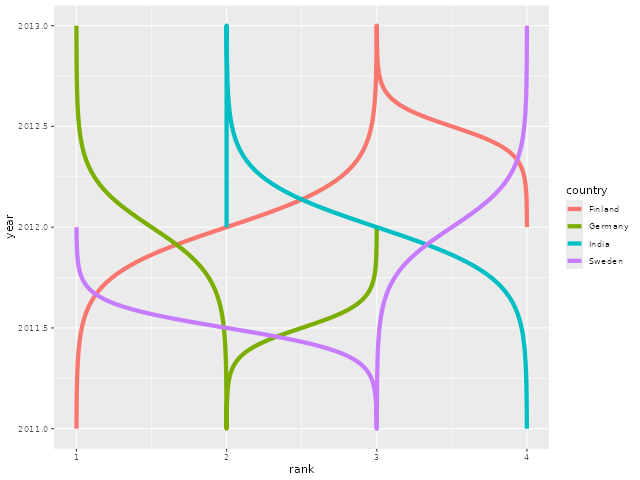 2013.0
2012.5
2012.0
2011.5
2011.0
year
1 2 3 4
rank
country
Finland
Germany
India
Sweden